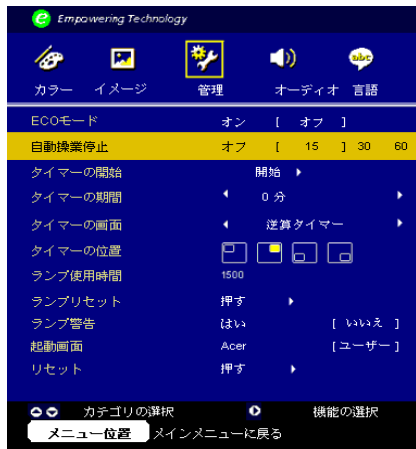 e Empowering Technology
abc
カラー イメージ 管理 オーディオ 言語
ECOモード オン [ オフ ]
自動操業停止 オフ [ 15 ] 30 60
タイマーの開始 開始
タイマーの期間 0 分
タイマーの画面 逆算タイマー
タイマーの位置
ランプ使用時間 1500
ランプリセット 押す
ランプ警告 はい [ いいえ ]
起動画面 Acer [ユーザー]
リセット 押す
カテゴリの選択 機能の選択
メニュー位置 メインメニューに戻る